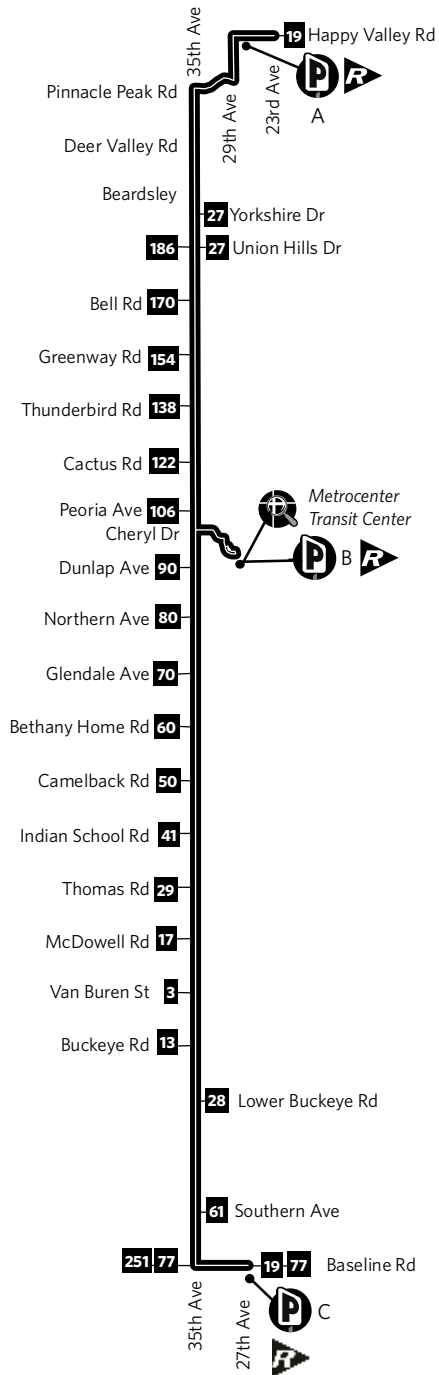 35th Ave
19 Happy Valley Rd
P R
A
29th Ave
23rd Ave
Pinnacle Peak Rd
Deer Valley Rd
Beardsley
27 Yorkshire Dr
186 27 Union Hills Dr
Bell Rd 170
Greenway Rd 154
Thunderbird Rd 138
Cactus Rd 122
Peoria Ave 106
Metrocenter
Transit Center
Cheryl Dr
P B R
Dunlap Ave 90
Northern Ave 80
Glendale Ave 70
Bethany Home Rd 60
Camelback Rd 50
Indian School Rd 41
Thomas Rd 29
McDowell Rd 17
Van Buren St 3
Buckeye Rd 13
28 Lower Buckeye Rd
61 Southern Ave
251 77 19 77 Baseline Rd
35th Ave
27th Ave
P C
R